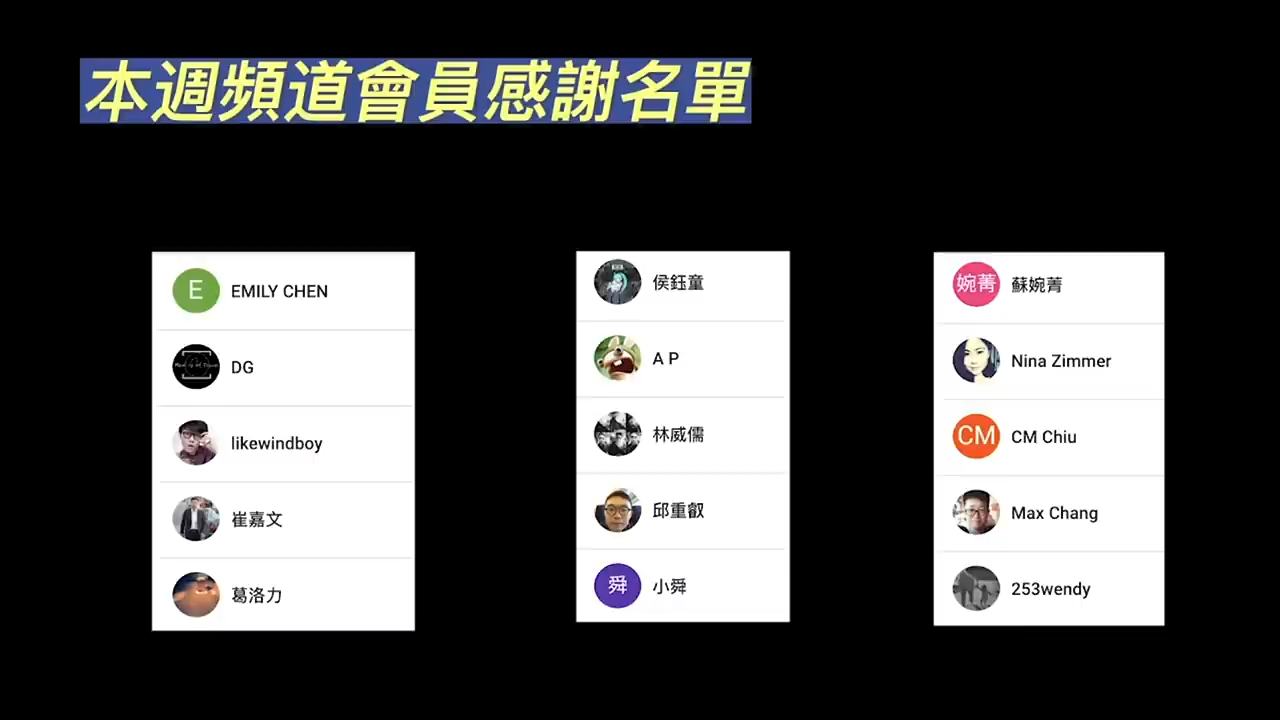 本週頻道會員感謝名單
E
EMILY CHEN
DG
likewindboy
崔嘉文
葛洛力
侯鈺童
A P
林威儒
邱重叡
舜
小舜
婉菁
蘇婉菁
Nina Zimmer
CM
CM Chiu
Max Chang
253wendy